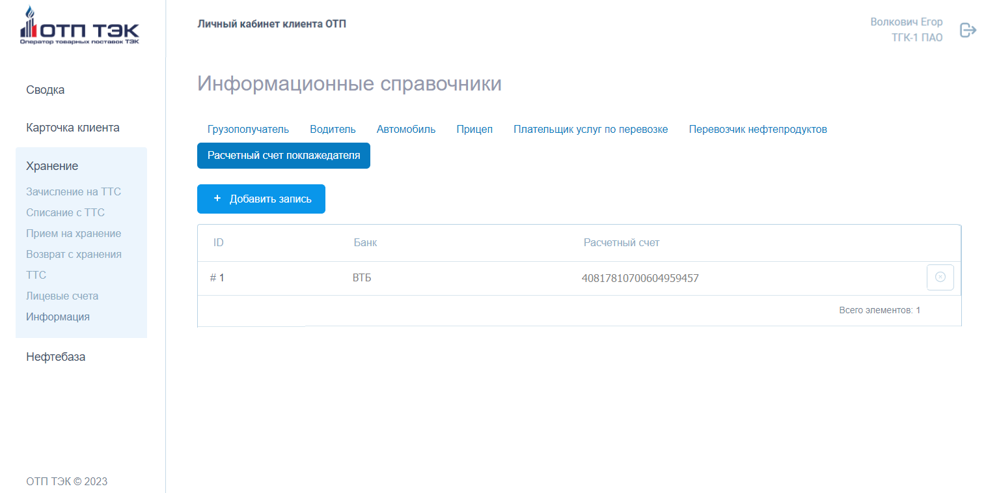 ОТП ТЭК
Оператор товарных поставок ТЭК
Личный кабинет клиента ОТП
Волкович Егор
ТГК-1 ПАО
Сводка
Карточка клиента
Хранение
Зачисление на ТТС
Списание с ТТС
Прием на хранение
Возврат с хранения
ТТС
Лицевые счета
Информация
Нефтебаза
ОТП ТЭК © 2023
Информационные справочники
Грузополучатель Водитель Автомобиль Прицеп Плательщик услуг по перевозке Перевозчик нефтепродуктов
Расчетный счет поклажедателя
+ Добавить запись
ID Банк Расчетный счет
# 1 ВТБ 40817810700604959457
Всего элементов: 1